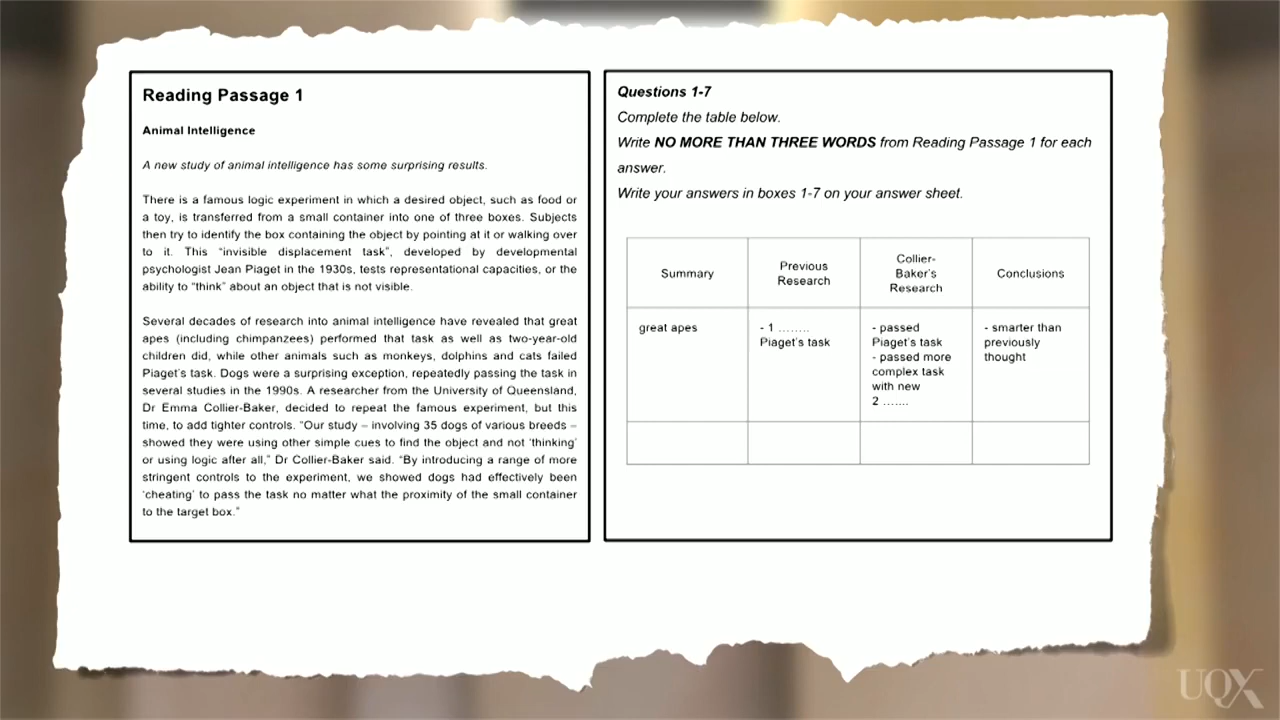 Reading Passage 1
Animal Intelligence
A new study of animal intelligence has some surprising results.
There is a famous logic experiment in which a desired object, such as food or
a toy, is transferred from a small container into one of three boxes. Subjects
then try to identify the box containing the object by pointing at it or walking over
to it. This “invisible displacement task”, developed by developmental
psychologist Jean Piaget in the 1930s, tests representational capacities, or the
ability to “think” about an object that is not visible.
Several decades of research into animal intelligence have revealed that great
apes (including chimpanzees) performed that task as well as two-year-old
children did, while other animals such as monkeys, dolphins and cats failed
Piaget’s task. Dogs were a surprising exception, repeatedly passing the task in
several studies in the 1990s. A researcher from the University of Queensland,
Dr Emma Collier-Baker, decided to repeat the famous experiment, but this
time, to add tighter controls. “Our study – involving 35 dogs of various breeds –
showed they were using other simple cues to find the object and not ‘thinking’
or using logic after all,” Dr Collier-Baker said. “By introducing a range of more
stringent controls to the experiment, we showed dogs had effectively been
‘cheating’ to pass the task no matter what the proximity of the small container
to the target box.”
Questions 1-7
Complete the table below.
Write NO MORE THAN THREE WORDS from Reading Passage 1 for each
answer.
Write your answers in boxes 1-7 on your answer sheet.
Summary
Previous
Research
Collier-
Baker’s
Research
Conclusions
great apes
- 1 ........
Piaget’s task
- passed
Piaget’s task
- passed more
complex task
with new
2 .......
- smarter than
previously
thought
UQX